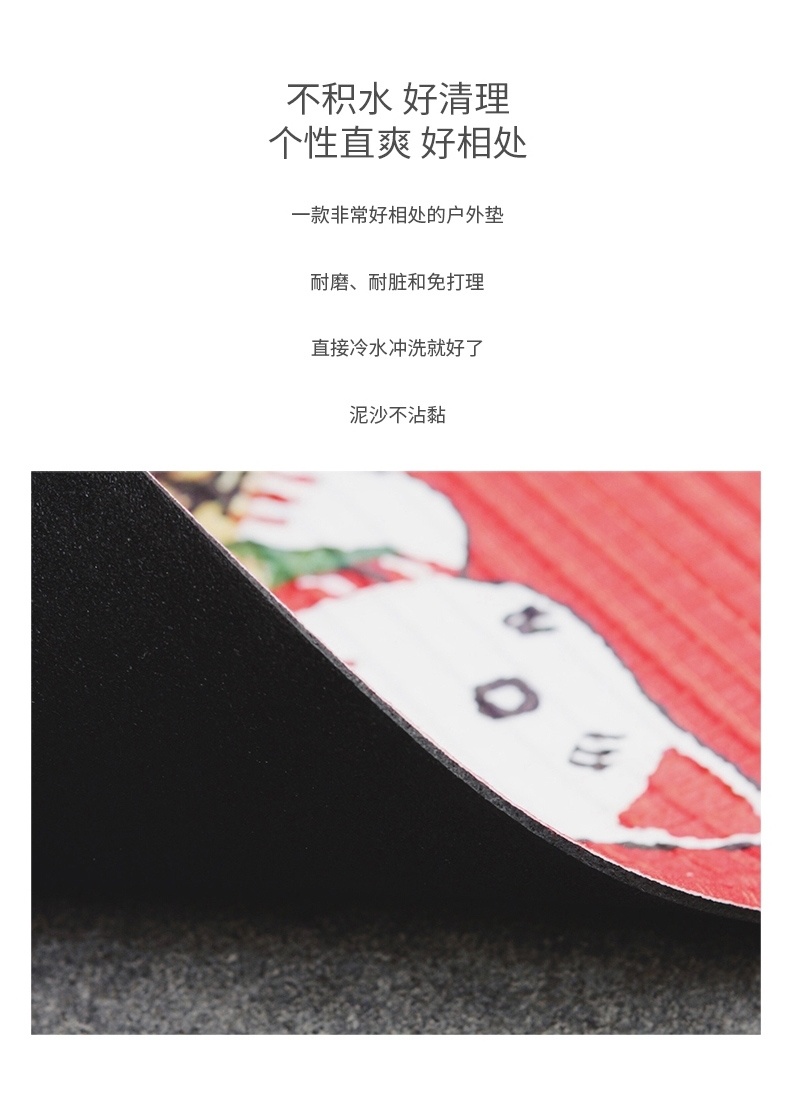 不积水 好清理
个性直爽 好相处
一款非常好相处的户外垫
耐磨、耐脏和免打理
直接冷水冲洗就好了
泥沙不沾黏